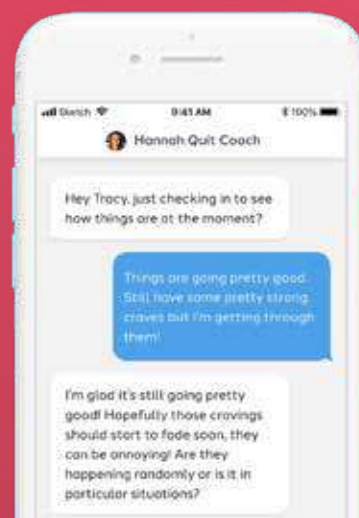 Sketch 9:41 AM 100%
Hannah Quit Coach
Hey Tracy, just checking in to see
how things are at the moment?
Things are going pretty good.
Still have some pretty strong
craves but I'm getting through
them!
I'm glad it's still going pretty
good! Hopefully those cravings
should start to fade soon, they
can be annoying! Are they
happening randomly or is it in
particular situations?